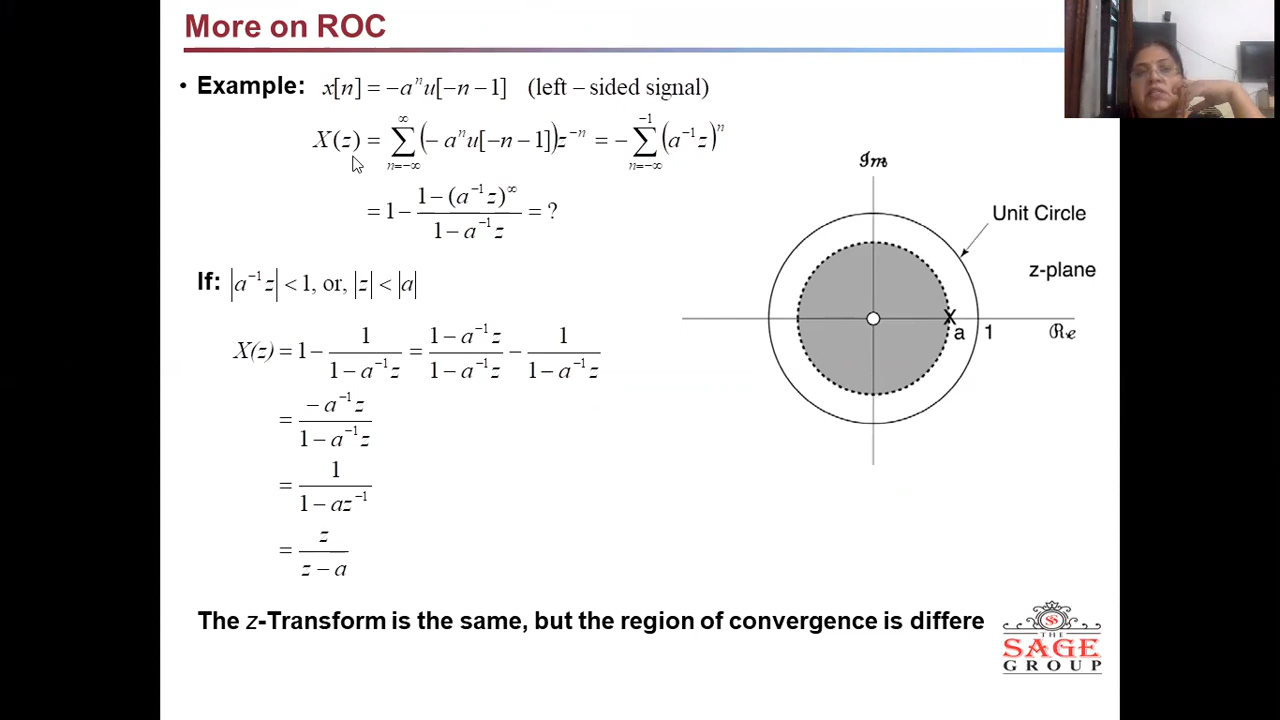 More on ROC
• Example: x[n] = −aⁿu[−n − 1] (left − sided signal)
X(z) = ∑_{n=−∞}^{∞} (− aⁿu[−n − 1])z⁻ⁿ = − ∑_{n=−∞}^{−1} (a⁻¹z)ⁿ
= 1 − (1 − (a⁻¹z)^∞)/(1 − a⁻¹z) = ?
If: |a⁻¹z| < 1, or, |z| < |a|
X(z) = 1 − 1/(1 − a⁻¹z) = (1 − a⁻¹z)/(1 − a⁻¹z) − 1/(1 − a⁻¹z)
= (− a⁻¹z)/(1 − a⁻¹z)
= 1/(1 − az⁻¹)
= z/(z − a)
Im
Unit Circle
z-plane
a 1 Re
The z-Transform is the same, but the region of convergence is differe
THE
SAGE
GROUP